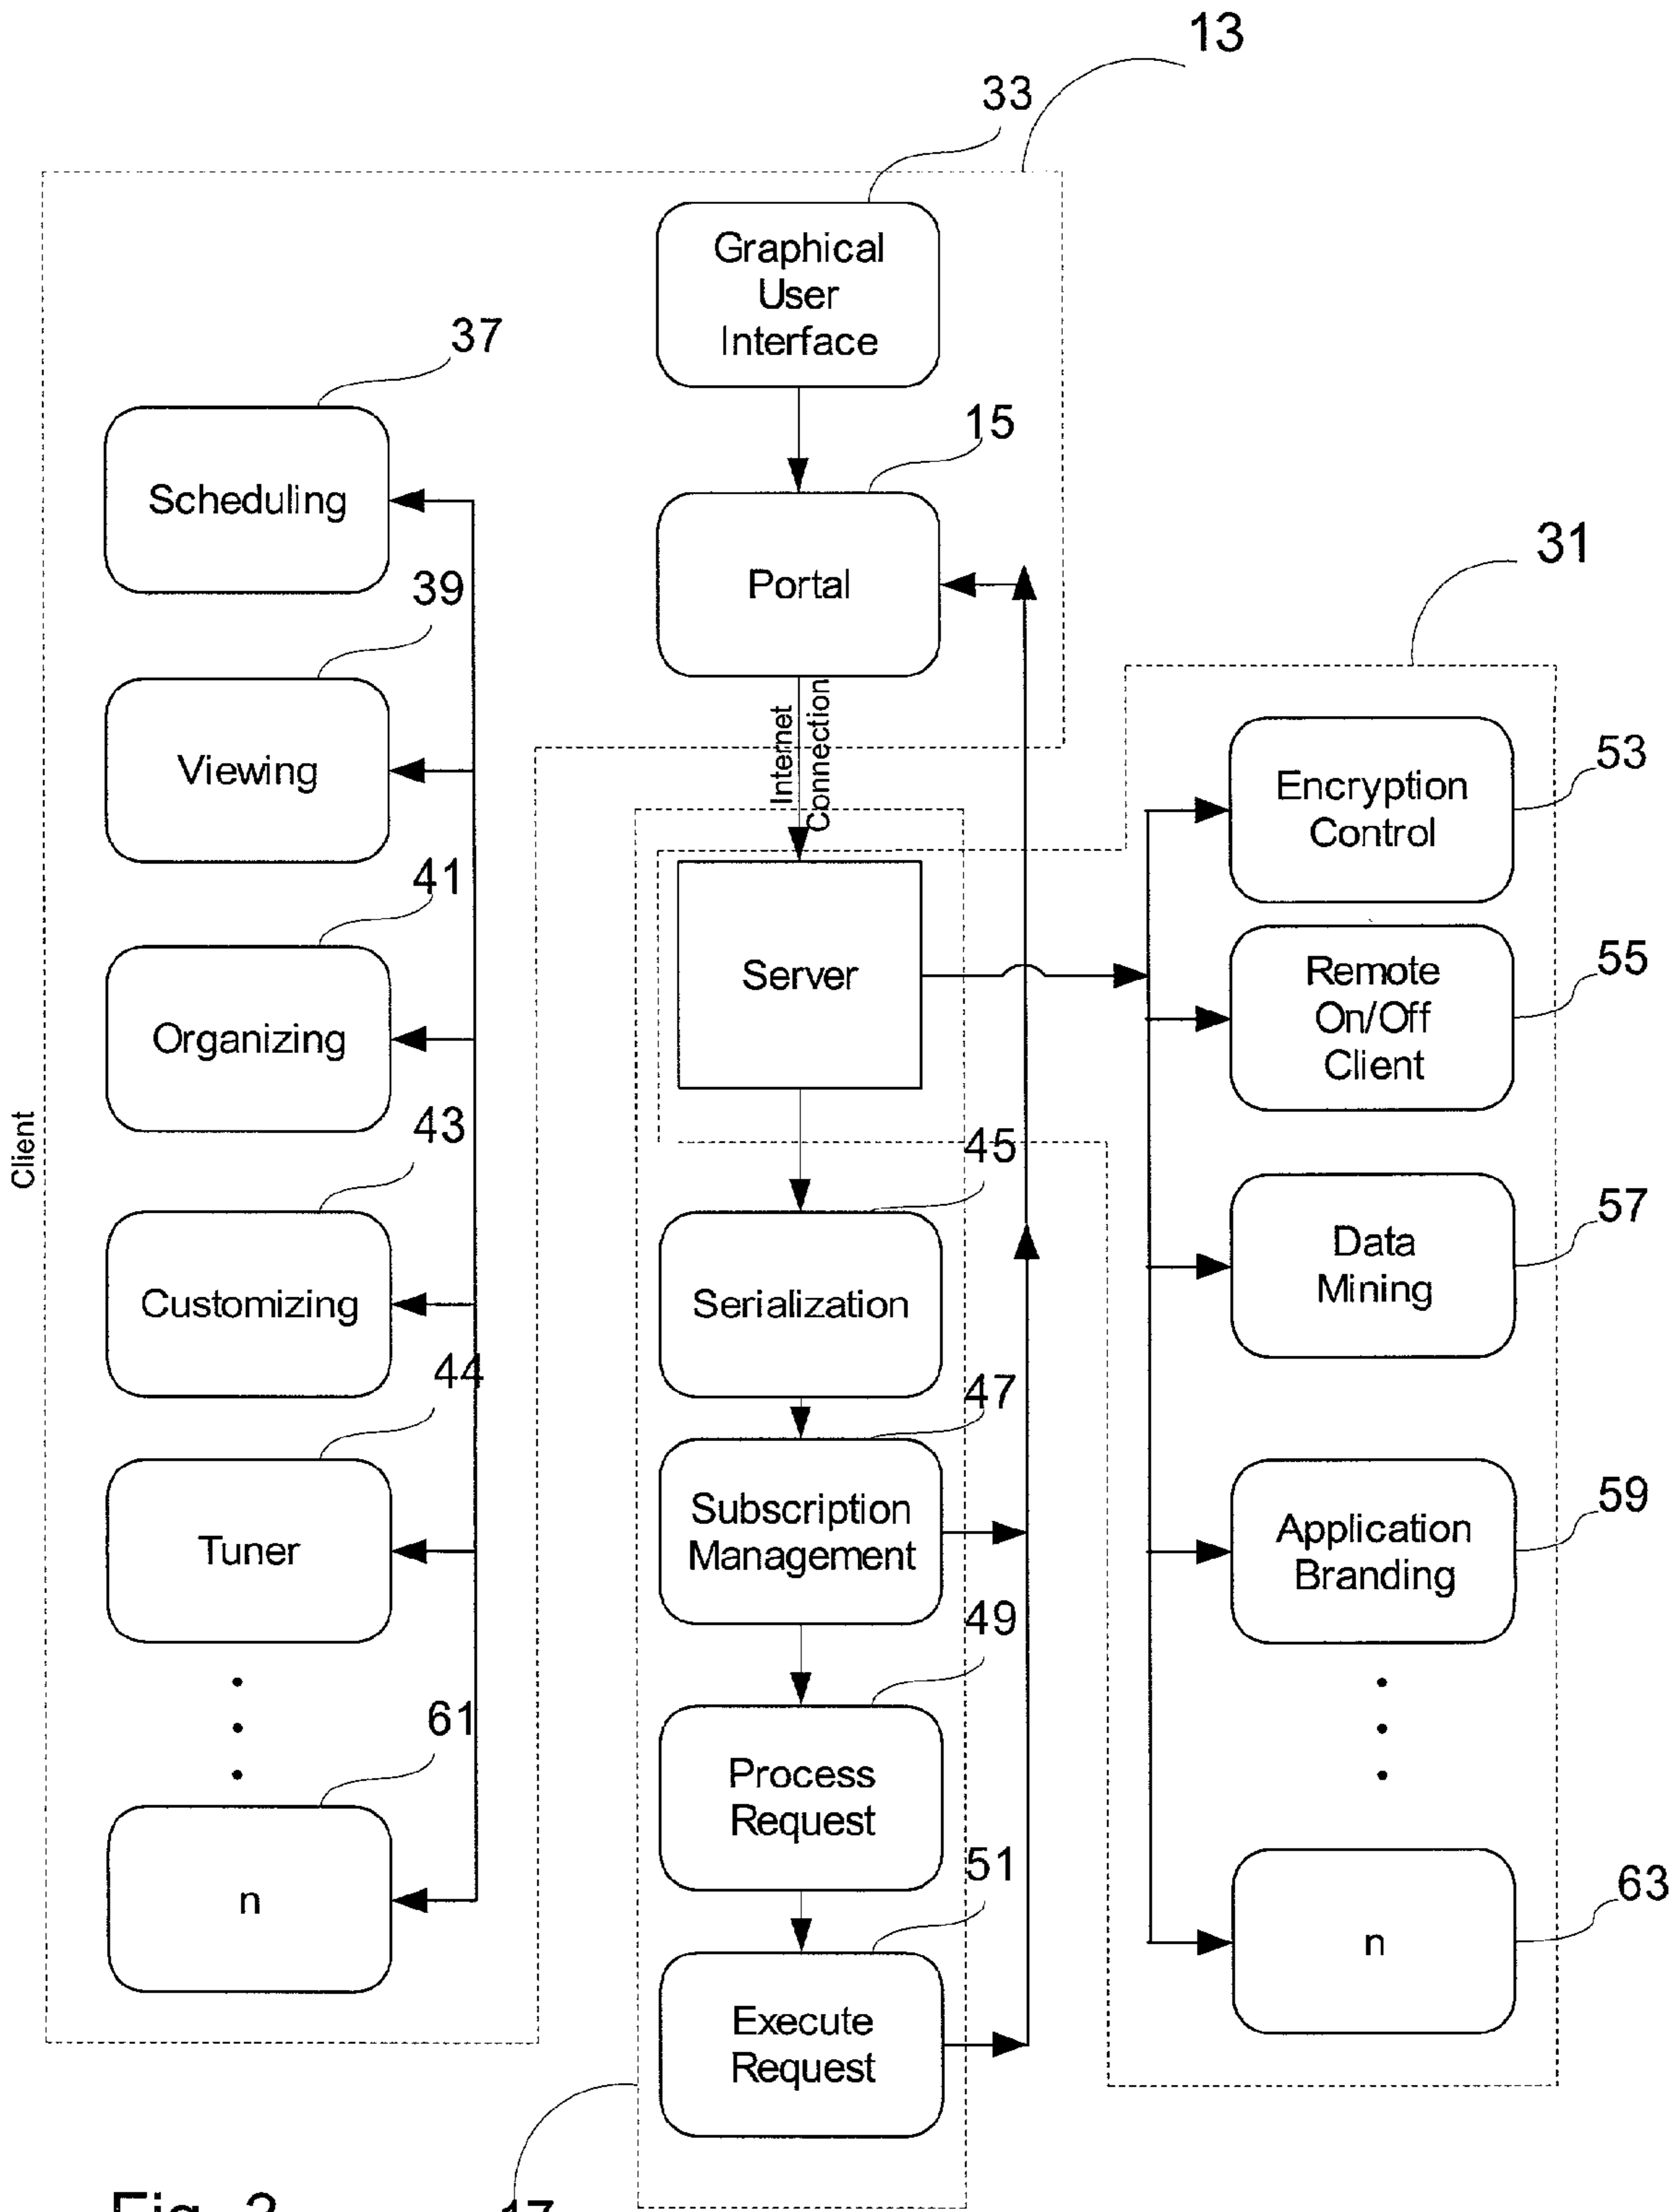 13
33
Graphical
User
Interface
37
Scheduling
15
Portal
31
39
Viewing
Internet
Connection
53
Encryption
Control
41
Organizing
Server
55
Remote
On/Off
Client
Client
43
Customizing
45
Serialization
57
Data
Mining
44
Tuner
47
Subscription
Management
59
Application
Branding
49
Process
Request
61
n
51
Execute
Request
63
n